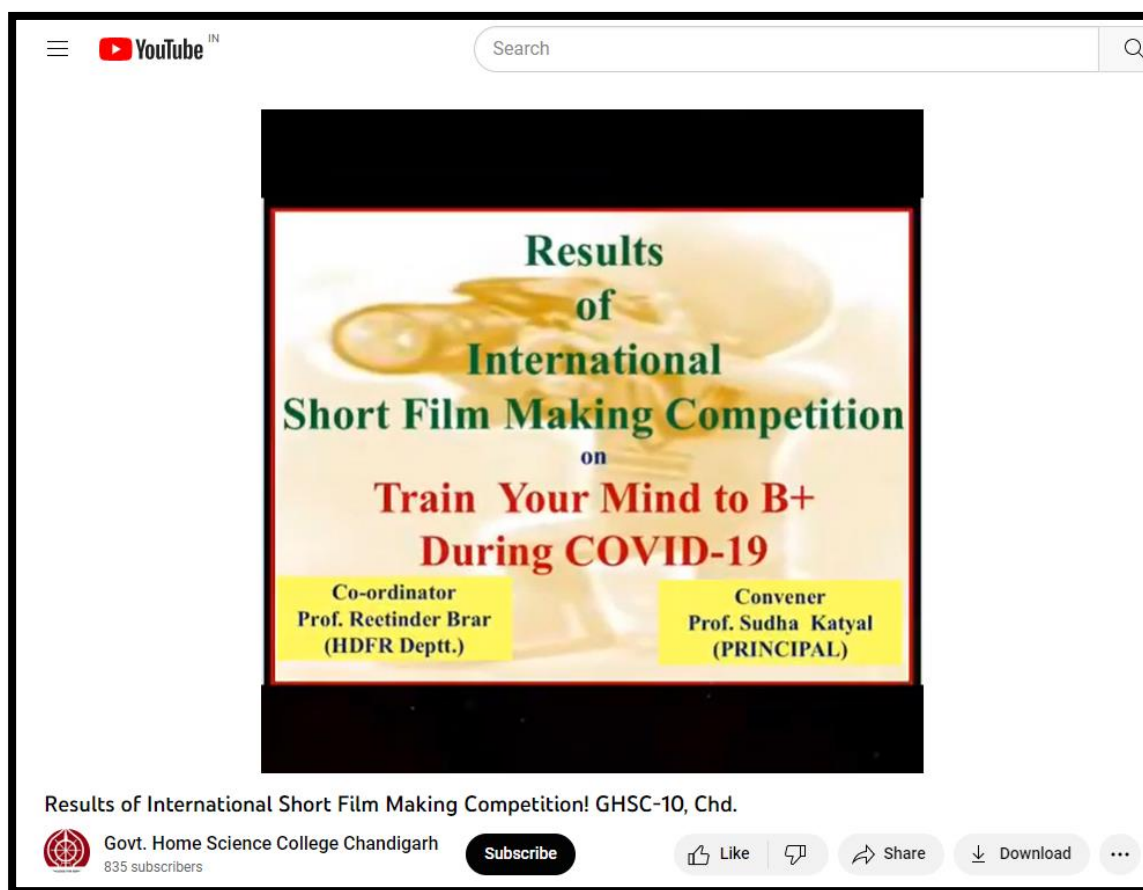 YouTube IN
Search
Results
of
International
Short Film Making Competition
on
Train Your Mind to B+
During COVID-19
Co-ordinator
Prof. Reetinder Brar
(HDFR Deptt.)
Convener
Prof. Sudha Katyal
(PRINCIPAL)
Results of International Short Film Making Competition! GHSC-10, Chd.
Govt. Home Science College Chandigarh
835 subscribers
Subscribe
Like
Share
Download